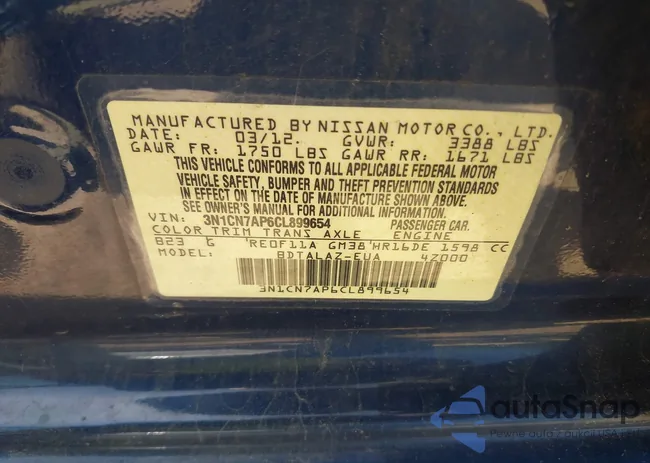 MANUFACTURED BY NISSAN MOTOR CO., LTD.
DATE: 03/12. GVWR: 3388 LBS
GAWR FR: 1750 LBS GAWR RR: 1671 LBS
THIS VEHICLE CONFORMS TO ALL APPLICABLE FEDERAL MOTOR
VEHICLE SAFETY, BUMPER AND THEFT PREVENTION STANDARDS
IN EFFECT ON THE DATE OF MANUFACTURE SHOWN ABOVE.
SEE OWNER'S MANUAL FOR ADDITIONAL INFORMATION.
VIN: 3N1CN7AP6CL899654 PASSENGER CAR.
COLOR TRIM TRANS AXLE ENGINE
B23 G RE0F11A GM38 HR16DE 1598 CC
MODEL: BDTALAZ-EUA 4Z000
3N1CN7AP6CL899654
autoSnap